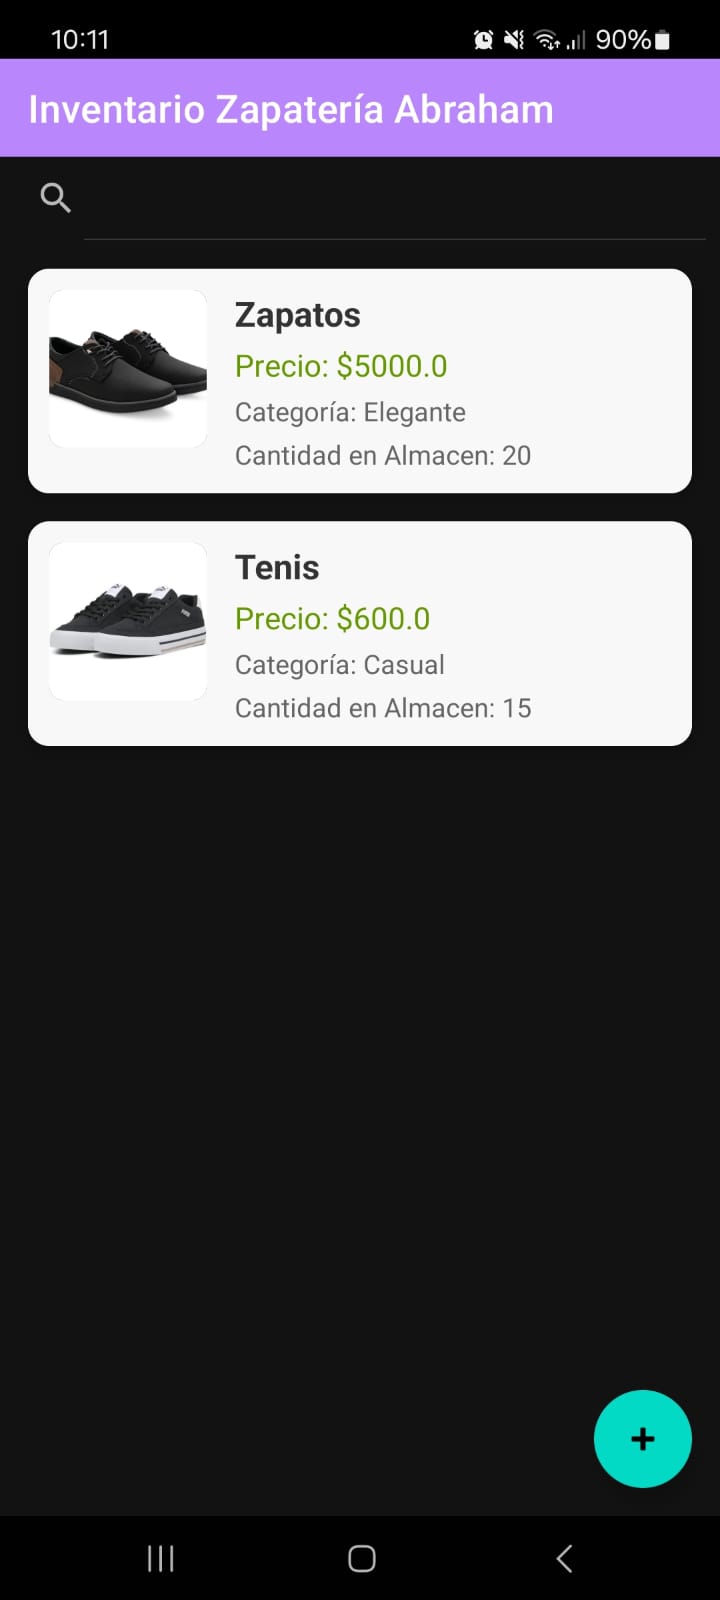 10:11
90%
Inventario Zapatería Abraham
Zapatos
Precio: $5000.0
Categoría: Elegante
Cantidad en Almacen: 20
Tenis
Precio: $600.0
Categoría: Casual
Cantidad en Almacen: 15
+